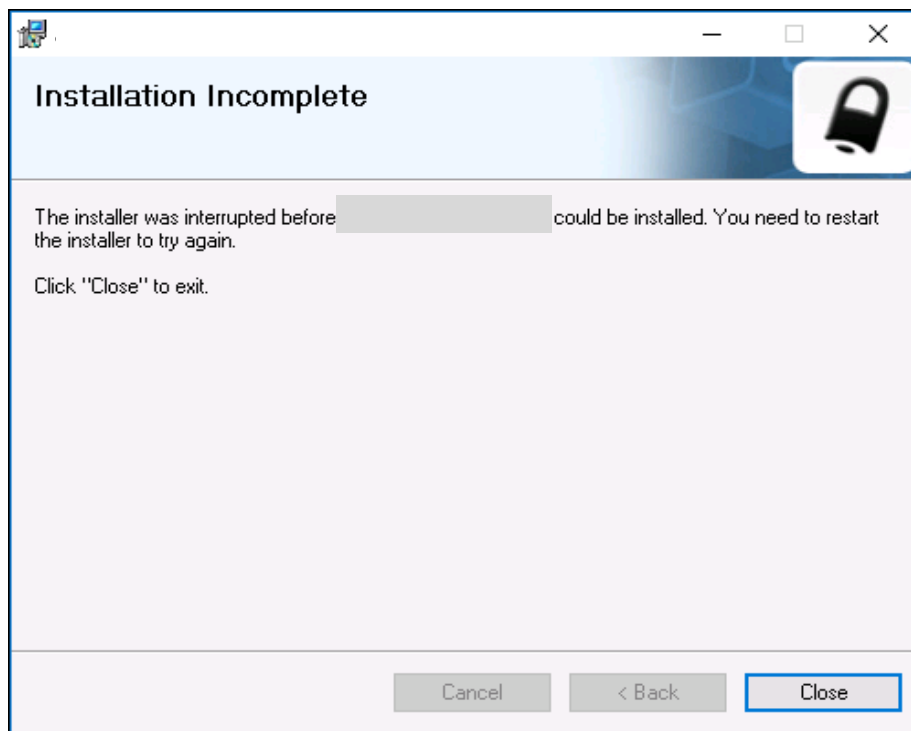 Installation Incomplete
The installer was interrupted before could be installed. You need to restart
the installer to try again.
Click "Close" to exit.
Cancel
< Back
Close